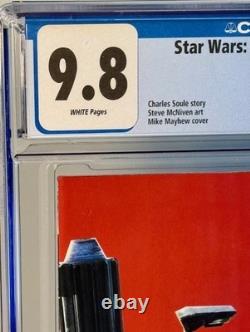 C
Star Wars:
9.8
WHITE Pages
Charles Soule story
Steve McNiven art
Mike Mayhew cover